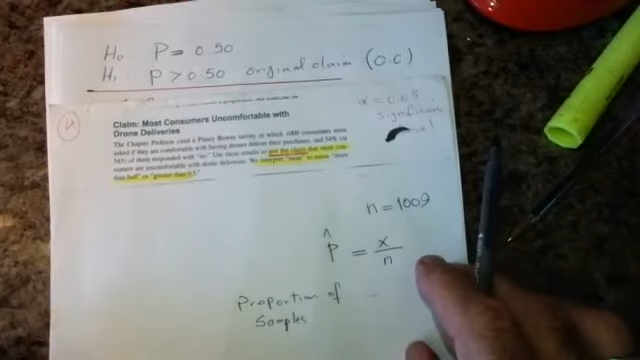 H₀ P = 0.50
H₁: P > 0.50 original claim (O.C)
4
α = 0.05
significance
Claim: Most Consumers Uncomfortable with
Drone Deliveries
The Chapter Problem cited a Pitney Bowes survey in which 1009 consumers were
asked if they are comfortable with having drones deliver their purchases, and 54% (or
545) of them responded with "no." Use these results to test the claim that most con-
sumers are uncomfortable with drone deliveries. We interpret "most" to mean "more
than half" or "greater than 0.5."
n = 1009
p̂ = x/n
Proportion of
Samples